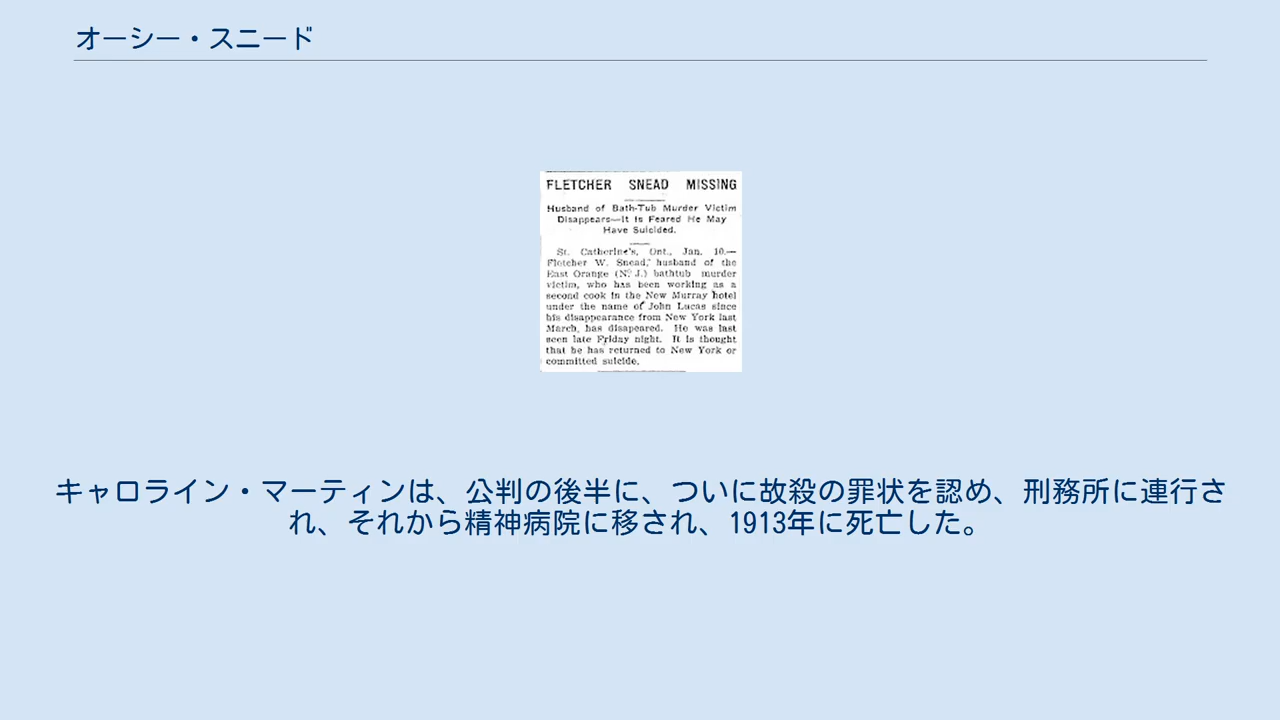 オーシー・スニード
FLETCHER SNEAD MISSING
Husband of Bath-Tub Murder Victim
Disappears—It is Feared He May
Have Suicided.
St. Catherine's, Ont., Jan. 10.—
Fletcher W. Snead, husband of the
East Orange (N. J.) bathtub murder
victim, who has been working as a
second cook in the New Murray hotel
under the name of John Lucas since
his disappearance from New York last
March, has disapeared. He was last
seen late Friday night. It is thought
that he has returned to New York or
committed suicide.
キャロライン・マーティンは、公判の後半に、ついに故殺の罪状を認め、刑務所に連行さ
れ、それから精神病院に移され、1913年に死亡した。